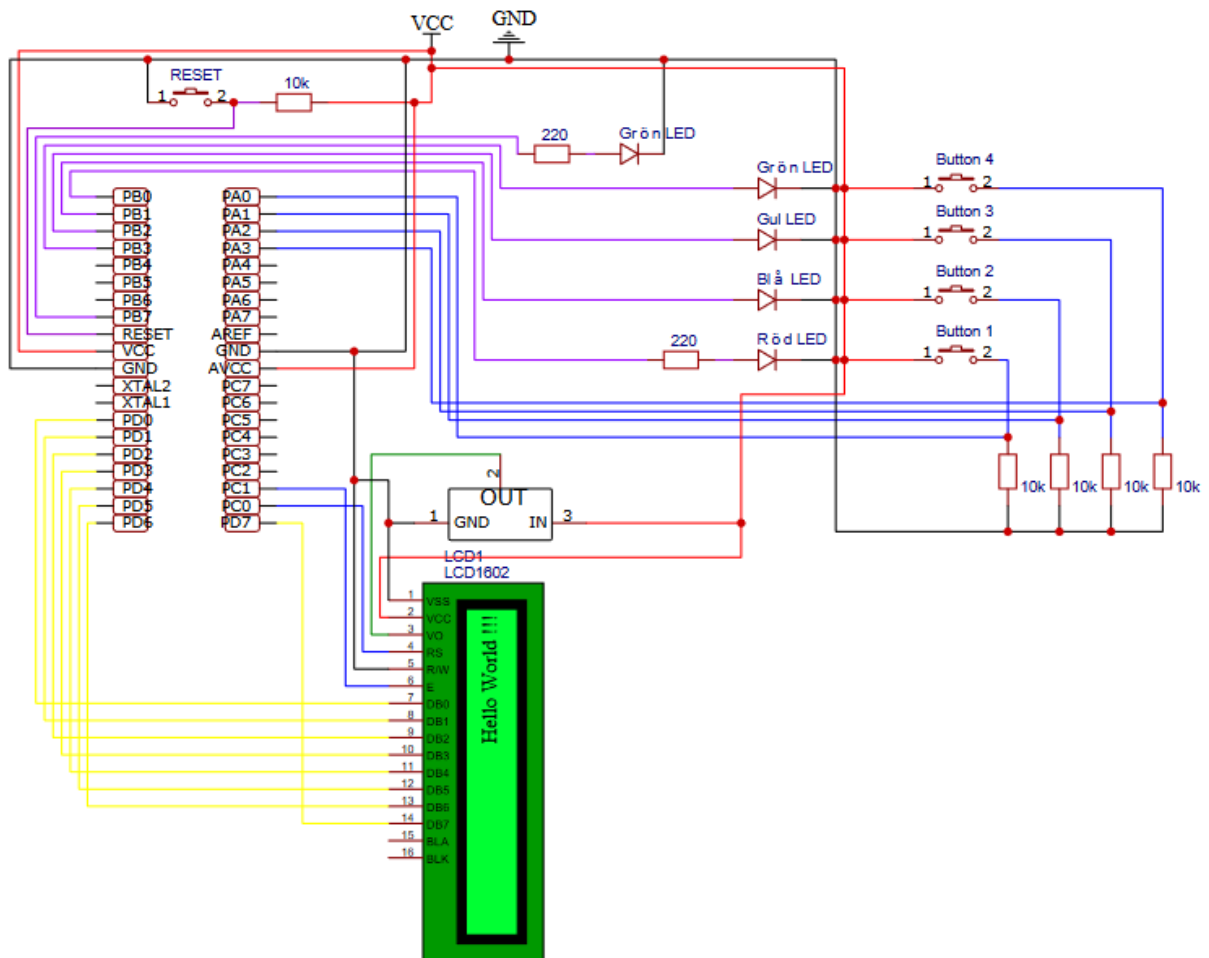 VCC
GND
RESET
1
2
10k
220
Grön LED
Grön LED
Gul LED
Blå LED
220
Röd LED
Button 4
1
2
Button 3
1
2
Button 2
1
2
Button 1
1
2
PB0
PB1
PB2
PB3
PB4
PB5
PB6
PB7
RESET
VCC
GND
XTAL2
XTAL1
PD0
PD1
PD2
PD3
PD4
PD5
PD6
PA0
PA1
PA2
PA3
PA4
PA5
PA6
PA7
AREF
GND
AVCC
PC7
PC6
PC5
PC4
PC3
PC2
PC1
PC0
PD7
10k
10k
10k
10k
2
OUT
1
GND
IN
3
LCD1
LCD1602
1 VSS
2 VCC
3 VO
4 RS
5 R/W
6 E
7 DB0
8 DB1
9 DB2
10 DB3
11 DB4
12 DB5
13 DB6
14 DB7
15 BLA
16 BLK
Hello World !!!